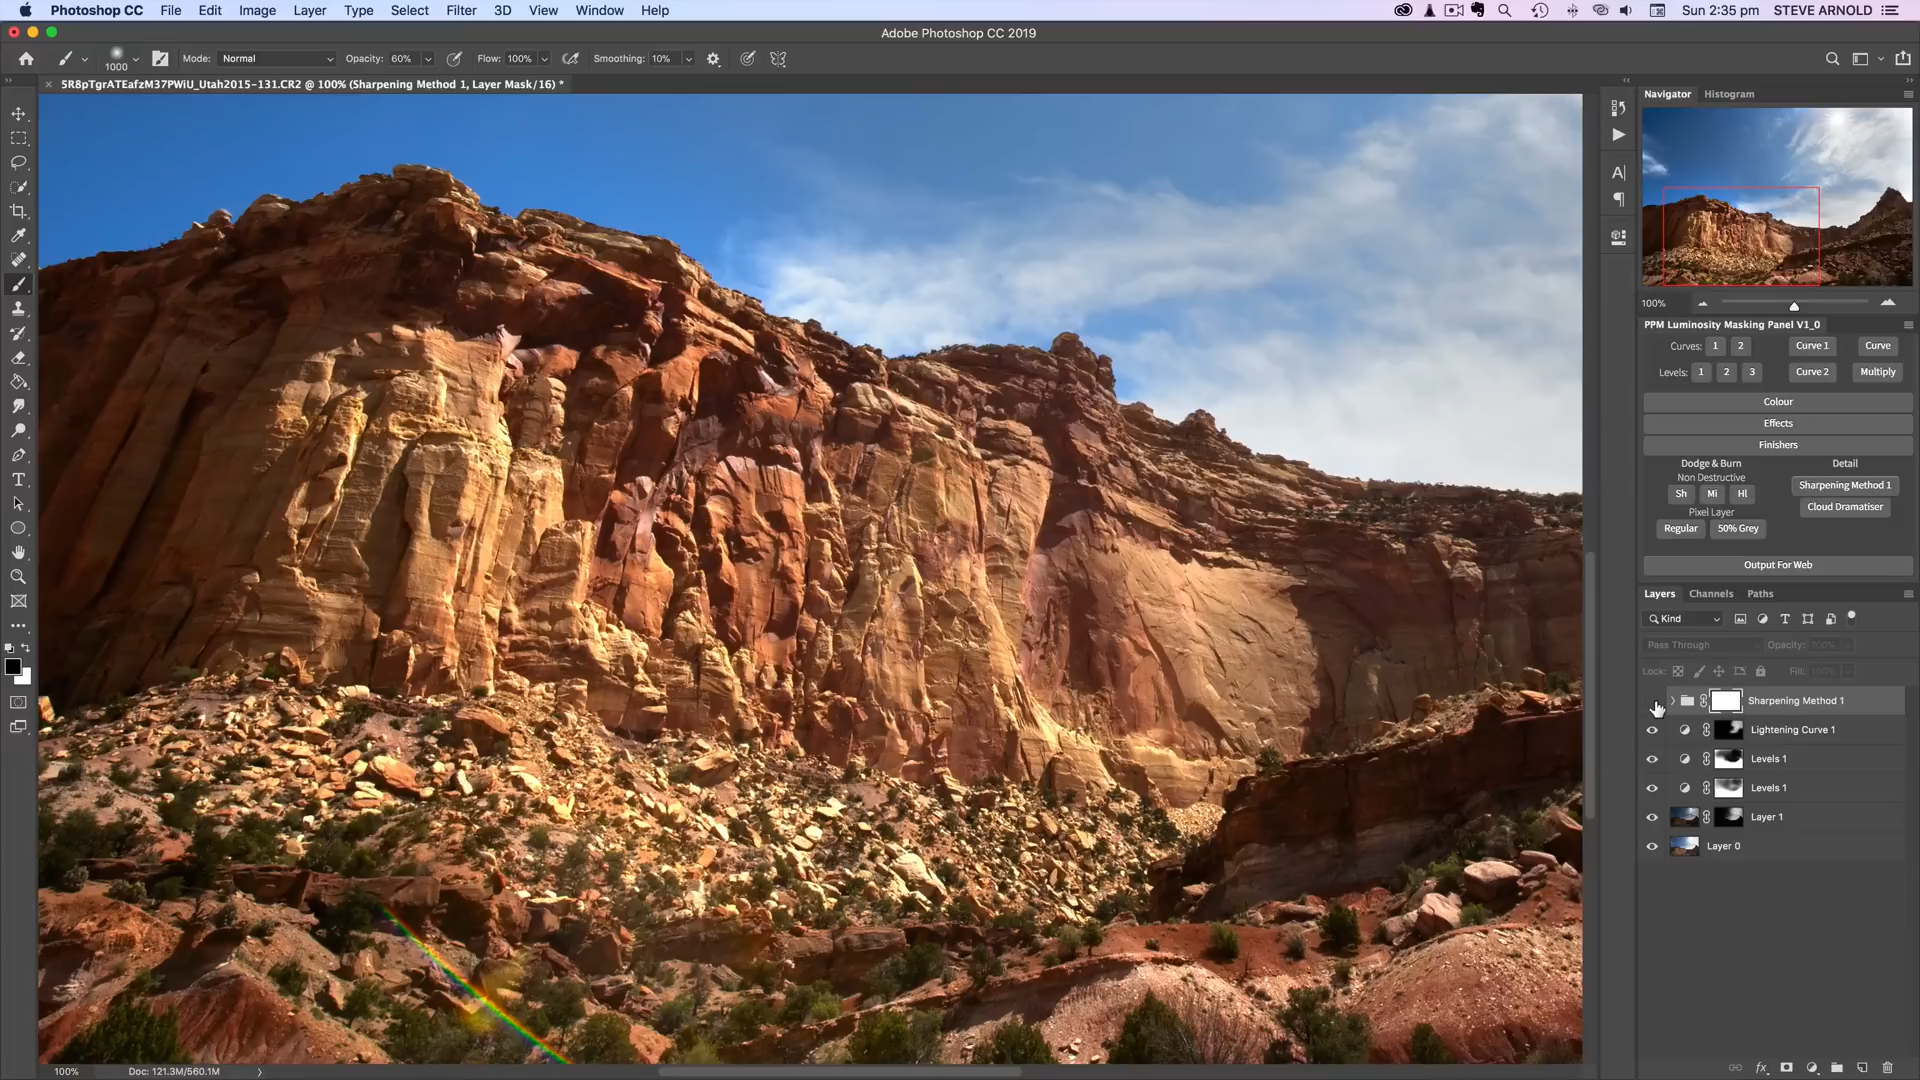 Photoshop CC File Edit Image Layer Type Select Filter 3D View Window Help Sun 2:35 pm STEVE ARNOLD
Adobe Photoshop CC 2019
1000 Mode: Normal Opacity: 60% Flow: 100% Smoothing: 10%
5R8pTgrATEafzM37PWiU_Utah2015-131.CR2 @ 100% (Sharpening Method 1, Layer Mask/16) *
Navigator Histogram
100%
PPM Luminosity Masking Panel V1_0
Curves: 1 2 Curve 1 Curve
Levels: 1 2 3 Curve 2 Multiply
Colour
Effects
Finishers
Dodge & Burn Detail
Non Destructive Sharpening Method 1
Sh Mi Hl
Cloud Dramatiser
Pixel Layer
Regular 50% Grey
Output For Web
Layers Channels Paths
Kind
Pass Through Opacity: 100%
Lock: Fill: 100%
Sharpening Method 1
Lightening Curve 1
Levels 1
Levels 1
Layer 1
Layer 0
100% Doc: 121.3M/560.1M